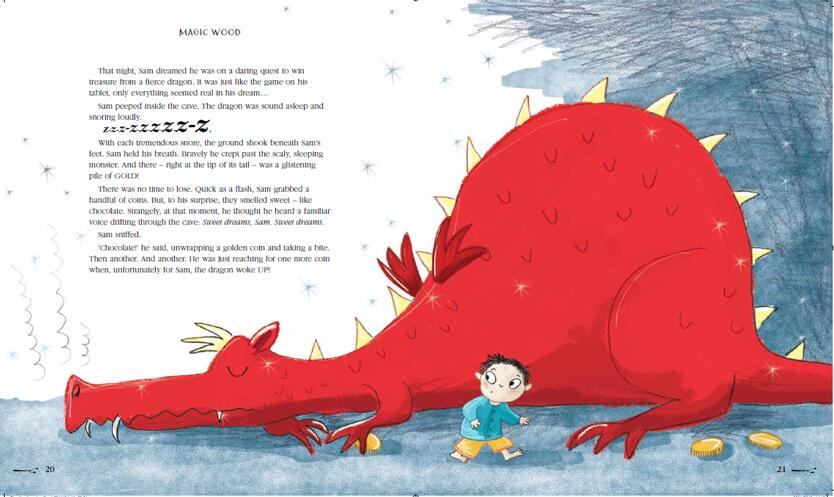 MAGIC WOOD
That night, Sam dreamed he was on a daring quest to win
treasure from a fierce dragon. It was just like the game on his
tablet, only everything seemed real in his dream…
Sam peeped inside the cave. The dragon was sound asleep and
snoring loudly.
z-z-z-zzzzzz-z.
With each tremendous snore, the ground shook beneath Sam's
feet. Sam held his breath. Bravely he crept past the scaly, sleeping
monster. And there – right at the tip of its tail – was a glistening
pile of GOLD!
There was no time to lose. Quick as a flash, Sam grabbed a
handful of coins. But, to his surprise, they smelled sweet – like
chocolate. Strangely, at that moment, he thought he heard a familiar
voice drifting through the cave: Sweet dreams, Sam. Sweet dreams.
Sam sniffed.
'Chocolate!' he said, unwrapping a golden coin and taking a bite.
Then another. And another. He was just reaching for one more coin
when, unfortunately for Sam, the dragon woke UP!
20
21